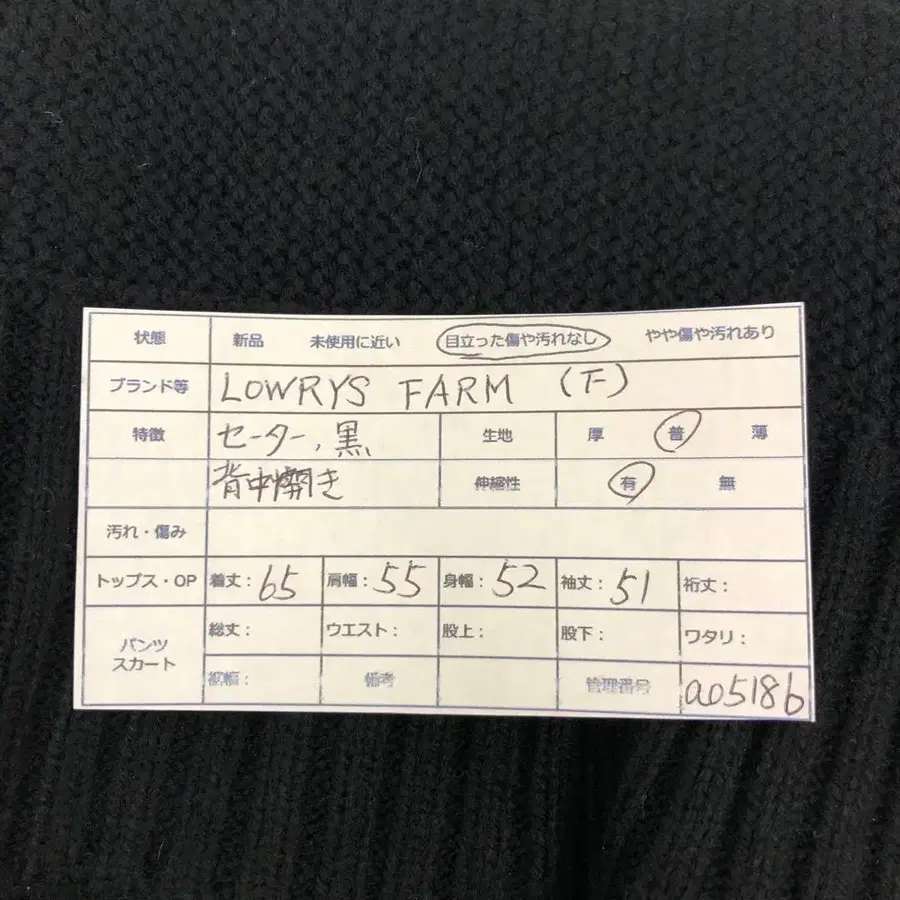 状態 新品 未使用に近い 目立った傷や汚れなし やや傷や汚れあり
ブランド等 LOWRYS FARM (F)
特徴 セーター,黒 生地 厚 普 薄
背中開き 伸縮性 有 無
汚れ・傷み
トップス・OP 着丈:65 肩幅:55 身幅:52 袖丈:51 裄丈:
パンツ 総丈: ウエスト: 股上: 股下: ワタリ:
スカート
裾幅: 備考 管理番号 a05186